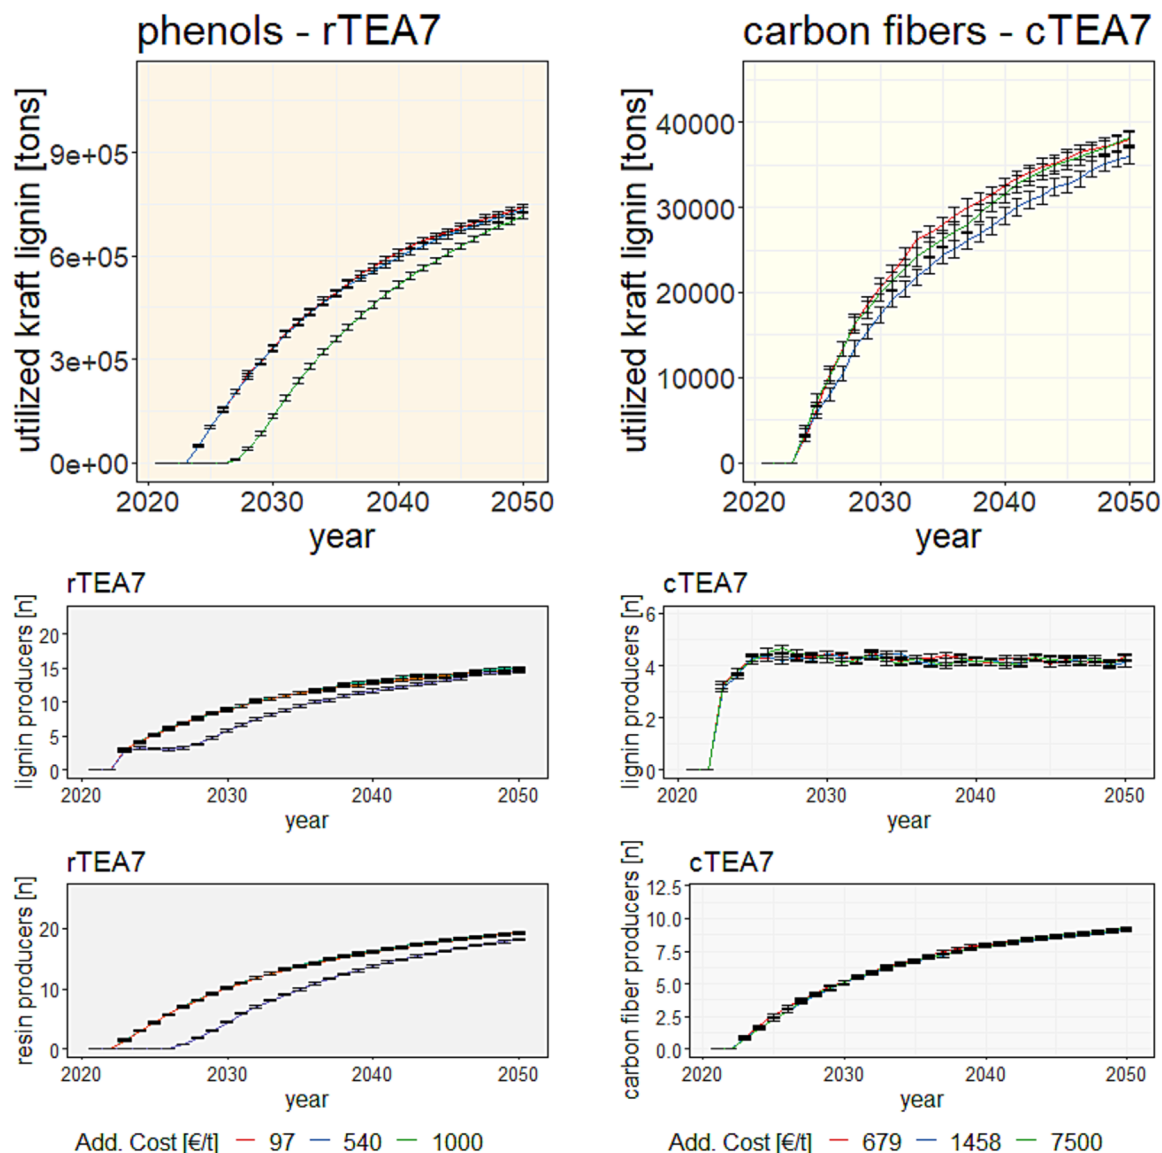 phenols - rTEA7
utilized kraft lignin [tons]
9e+05
6e+05
3e+05
0e+00
2020 2030 2040 2050
year
carbon fibers - cTEA7
utilized kraft lignin [tons]
40000
30000
20000
10000
0
2020 2030 2040 2050
year
rTEA7
lignin producers [n]
20
15
10
5
0
2020 2030 2040 2050
year
cTEA7
lignin producers [n]
6
4
2
0
2020 2030 2040 2050
year
rTEA7
resin producers [n]
20
10
0
2020 2030 2040 2050
year
cTEA7
carbon fiber producers [n]
12.5
10.0
7.5
5.0
2.5
0.0
2020 2030 2040 2050
year
Add. Cost [€/t] 97 540 1000
Add. Cost [€/t] 679 1458 7500